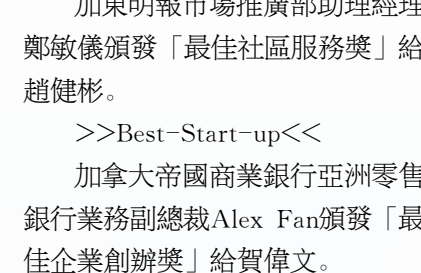 加東明報市場推廣部助理經理
鄭敏儀頒發「最佳社區服務獎」給
趙健彬。
>>Best-Start-up<<
加拿大帝國商業銀行亞洲零售
銀行業務副總裁Alex Fan頒發「最
佳企業創辦獎」給賀偉文。